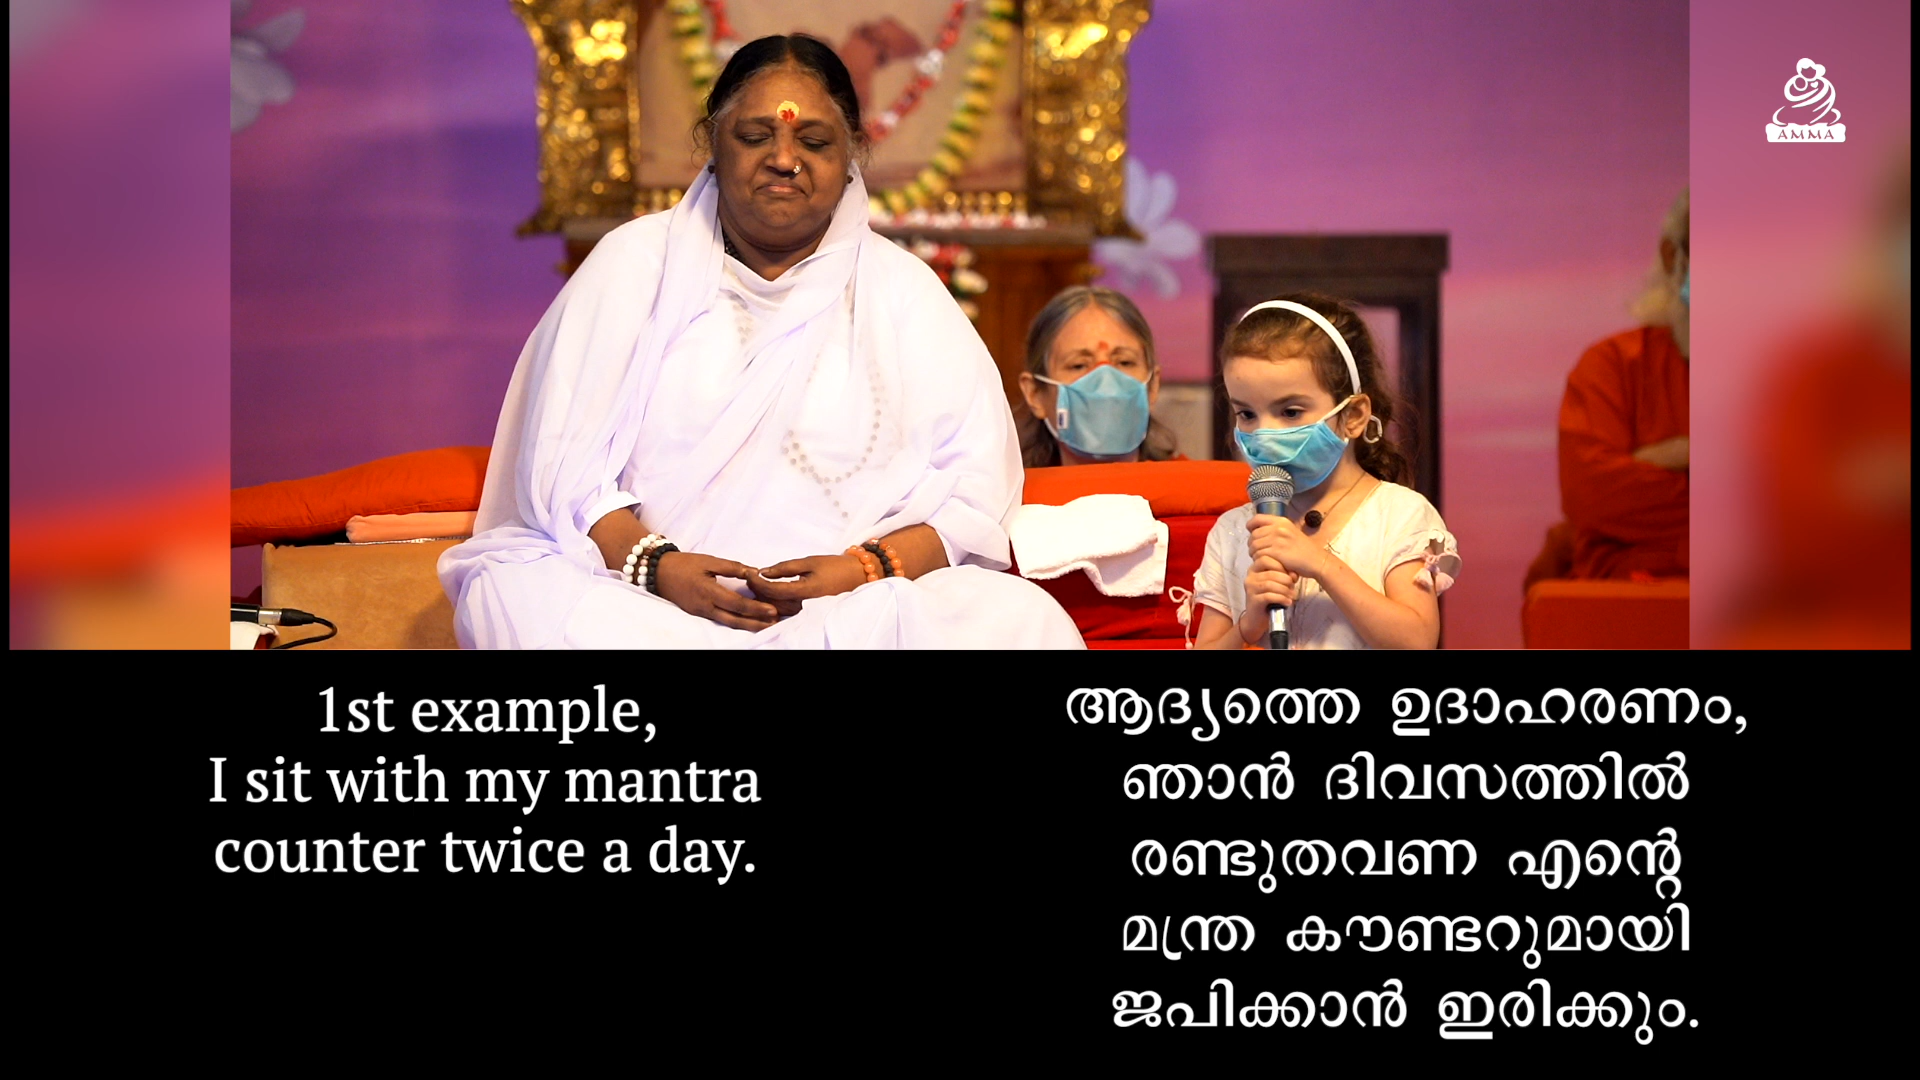 AMMA
1st example,
I sit with my mantra
counter twice a day.
ആദ്യത്തെ ഉദാഹരണം,
ഞാൻ ദിവസത്തിൽ
രണ്ടുതവണ എന്റെ
മന്ത്ര കൗണ്ടറുമായി
ജപിക്കാൻ ഇരിക്കും.